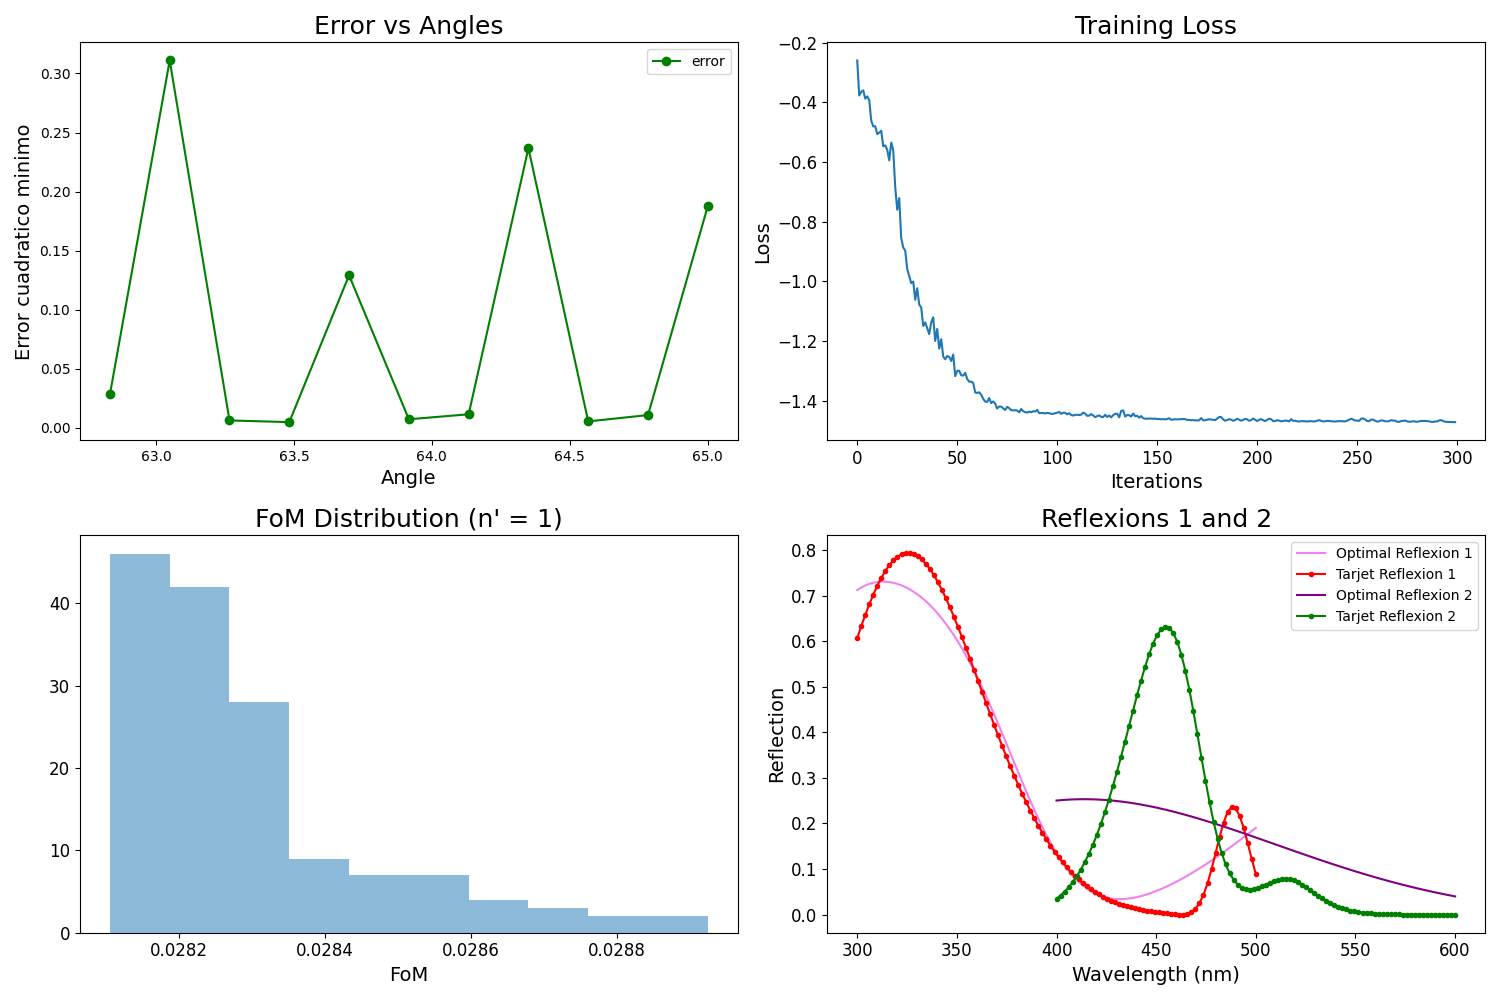 Error vs Angles
error
Error cuadratico minimo
0.30
0.25
0.20
0.15
0.10
0.05
0.00
63.0 63.5 64.0 64.5 65.0
Angle
Training Loss
Loss
−0.2
−0.4
−0.6
−0.8
−1.0
−1.2
−1.4
0 50 100 150 200 250 300
Iterations
FoM Distribution (n' = 1)
40
30
20
10
0
0.0282 0.0284 0.0286 0.0288
FoM
Reflexions 1 and 2
Optimal Reflexion 1
Tarjet Reflexion 1
Optimal Reflexion 2
Tarjet Reflexion 2
Reflection
0.8
0.7
0.6
0.5
0.4
0.3
0.2
0.1
0.0
300 350 400 450 500 550 600
Wavelength (nm)